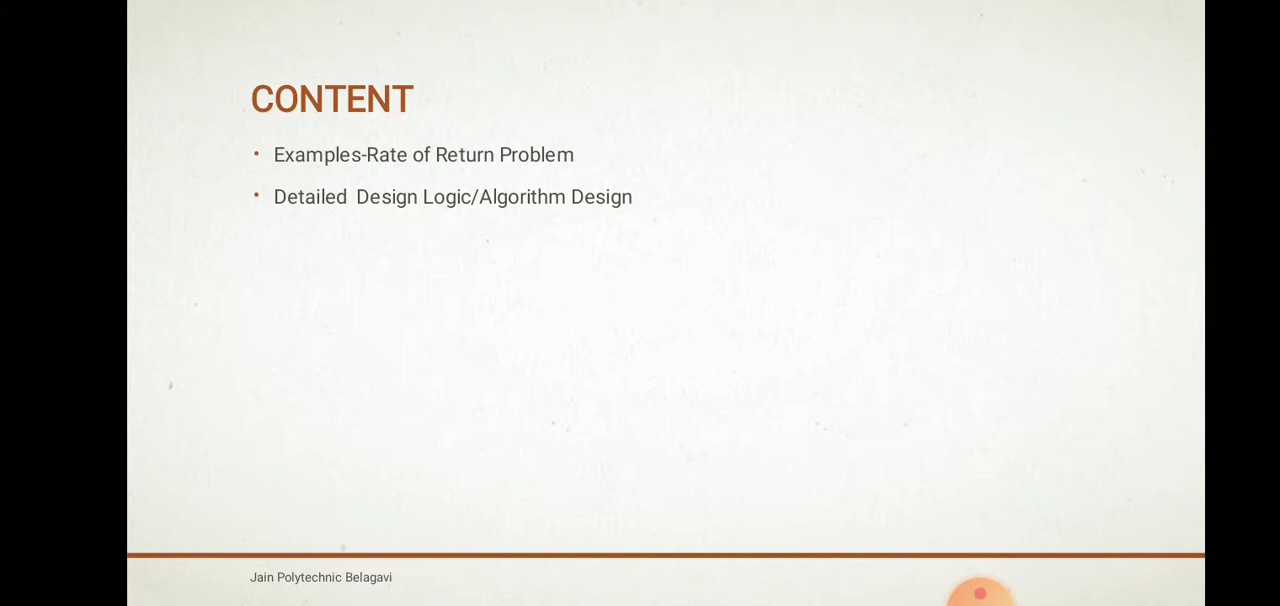 CONTENT
• Examples-Rate of Return Problem
• Detailed Design Logic/Algorithm Design
Jain Polytechnic Belagavi